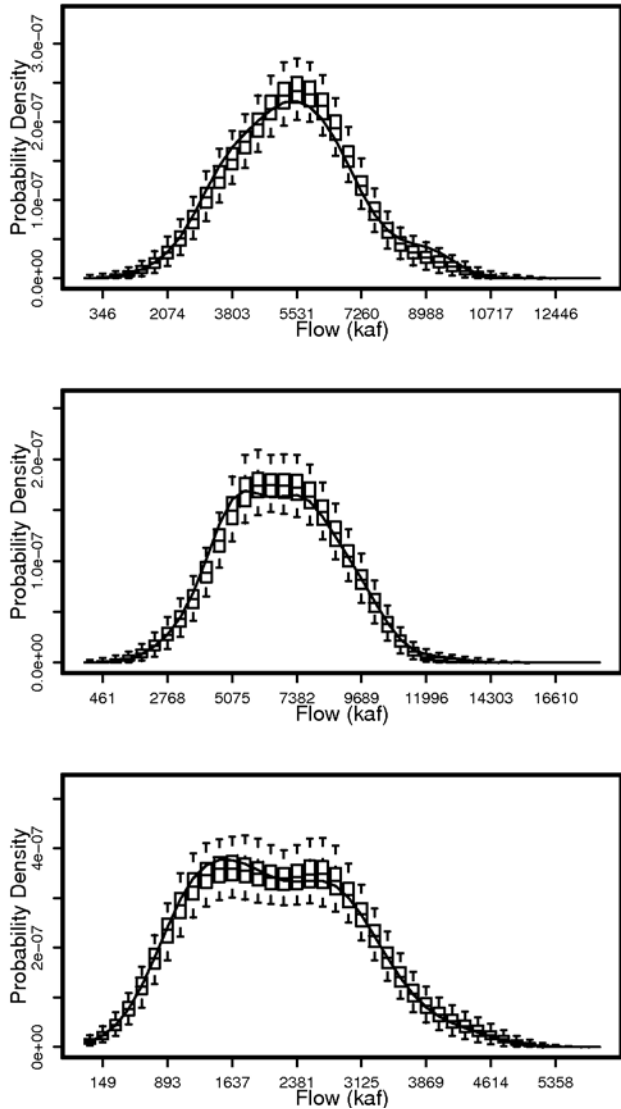 Probability Density
0.0e+00 1.0e-07 2.0e-07 3.0e-07
346 2074 3803 5531 7260 8988 10717 12446
Flow (kaf)
Probability Density
0.0e+00 1.0e-07 2.0e-07
461 2768 5075 7382 9689 11996 14303 16610
Flow (kaf)
Probability Density
0e+00 2e-07 4e-07
149 893 1637 2381 3125 3869 4614 5358
Flow (kaf)